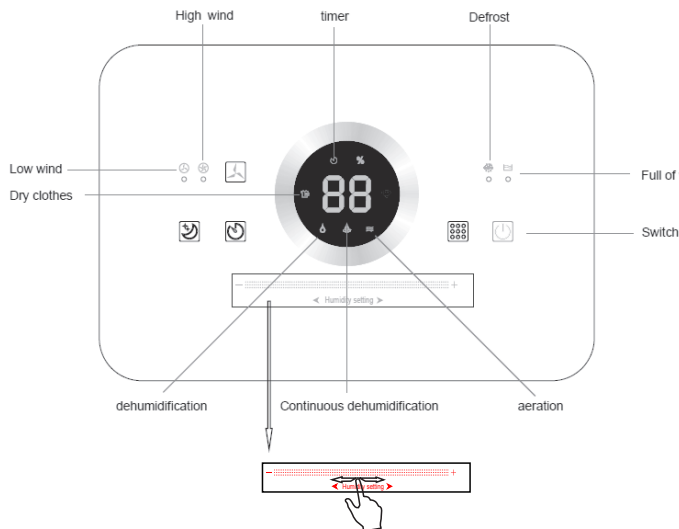 High wind
timer
Defrost
Low wind
Dry clothes
%
88
Full of
Switch
− +
Humidity setting
dehumidification
Continuous dehumidification
aeration
− +
Humidity setting